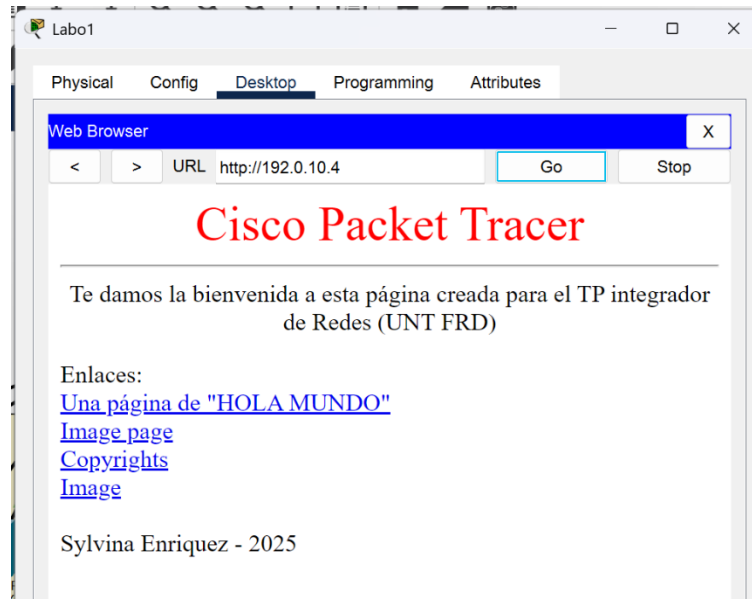 Labo1
Physical Config Desktop Programming Attributes
Web Browser X
< > URL http://192.0.10.4 Go Stop
Cisco Packet Tracer
Te damos la bienvenida a esta página creada para el TP integrador
de Redes (UNT FRD)
Enlaces:
Una página de "HOLA MUNDO"
Image page
Copyrights
Image
Sylvina Enriquez - 2025